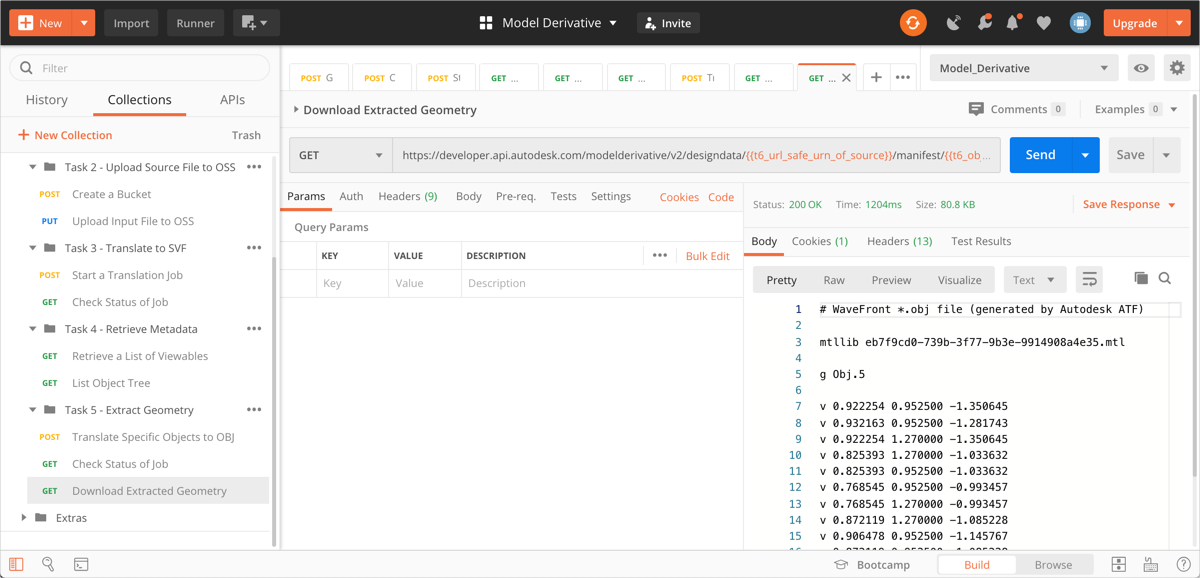 New
Import
Runner
Model Derivative
Invite
Upgrade
Filter
History Collections APIs
New Collection Trash
Task 2 - Upload Source File to OSS
POST Create a Bucket
PUT Upload Input File to OSS
Task 3 - Translate to SVF
POST Start a Translation Job
GET Check Status of Job
Task 4 - Retrieve Metadata
GET Retrieve a List of Viewables
GET List Object Tree
Task 5 - Extract Geometry
POST Translate Specific Objects to OBJ
GET Check Status of Job
GET Download Extracted Geometry
Extras
POST G POST C POST St GET ... GET ... GET ... POST Ti GET ... GET ...
Model_Derivative
Download Extracted Geometry
Comments 0 Examples 0
GET https://developer.api.autodesk.com/modelderivative/v2/designdata/{{t6_url_safe_urn_of_source}}/manifest/{{t6_ob...
Send Save
Params Auth Headers (9) Body Pre-req. Tests Settings Cookies Code
Query Params
KEY VALUE DESCRIPTION Bulk Edit
Key Value Description
Status: 200 OK Time: 1204ms Size: 80.8 KB Save Response
Body Cookies (1) Headers (13) Test Results
Pretty Raw Preview Visualize Text
1 # WaveFront *.obj file (generated by Autodesk ATF)
2
3 mtllib eb7f9cd0-739b-3f77-9b3e-9914908a4e35.mtl
4
5 g Obj.5
6
7 v 0.922254 0.952500 -1.350645
8 v 0.932163 0.952500 -1.281743
9 v 0.922254 1.270000 -1.350645
10 v 0.825393 1.270000 -1.033632
11 v 0.825393 0.952500 -1.033632
12 v 0.768545 0.952500 -0.993457
13 v 0.768545 1.270000 -0.993457
14 v 0.872119 1.270000 -1.085228
15 v 0.906478 0.952500 -1.145767
Bootcamp Build Browse